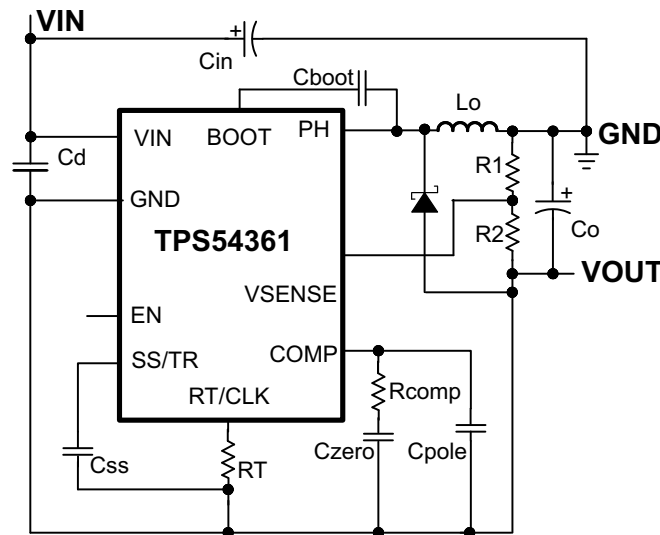 VIN
+
Cin
Cboot
Lo
VIN
BOOT
PH
GND
Cd
R1
GND
+
TPS54361
R2
Co
VSENSE
VOUT
EN
SS/TR
COMP
RT/CLK
Rcomp
Css
RT
Czero
Cpole